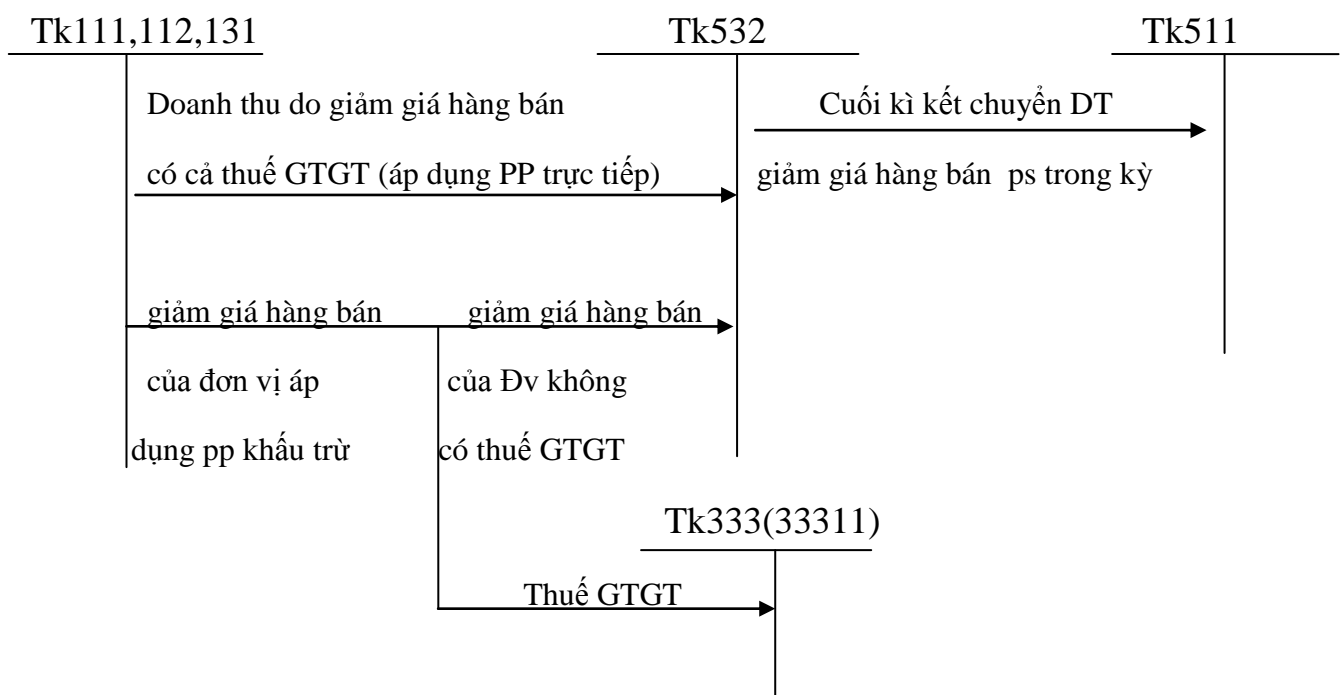 Tk111,112,131 Tk532 Tk511
Doanh thu do giảm giá hàng bán Cuối kì kết chuyển DT
có cả thuế GTGT (áp dụng PP trực tiếp) giảm giá hàng bán ps trong kỳ
giảm giá hàng bán giảm giá hàng bán
của đơn vị áp của Đv không
dụng pp khấu trừ có thuế GTGT
Tk333(33311)
Thuế GTGT